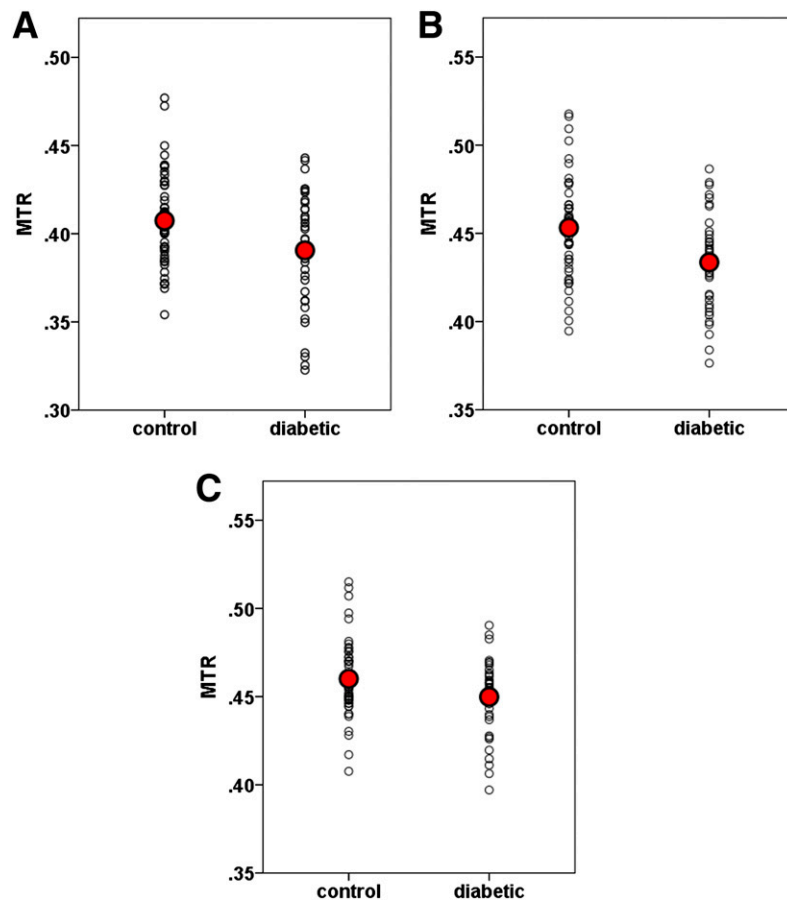 A
B
.50
.45
.40
.35
.30
MTR
control diabetic
.55
.50
.45
.40
.35
MTR
control diabetic
C
.55
.50
.45
.40
.35
MTR
control diabetic